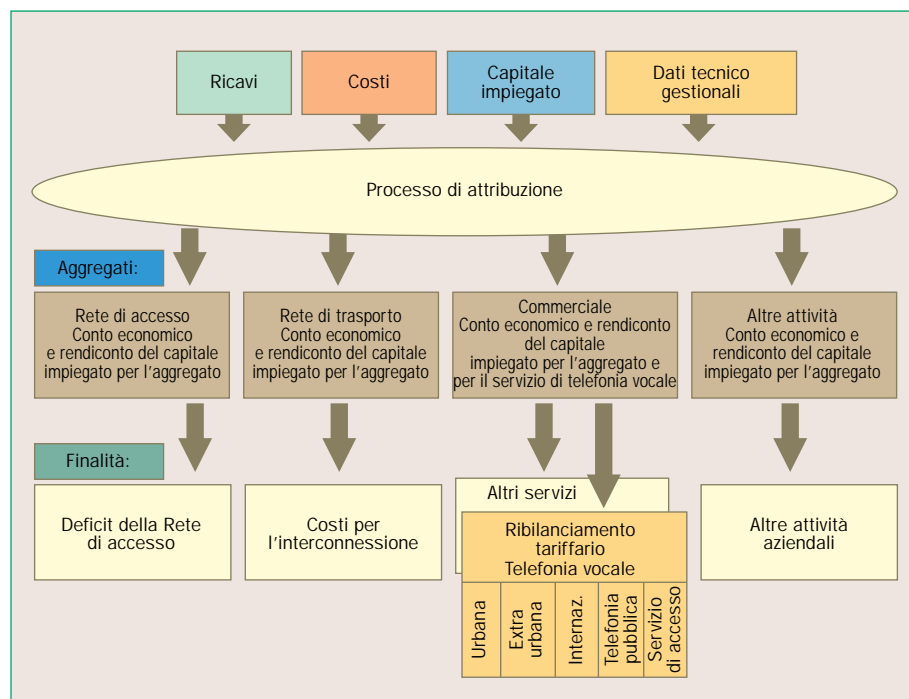 Ricavi
Costi
Capitale
impiegato
Dati tecnico
gestionali
Processo di attribuzione
Aggregati:
Rete di accesso
Conto economico
e rendiconto del capitale
impiegato per l'aggregato
Rete di trasporto
Conto economico
e rendiconto del capitale
impiegato per l'aggregato
Commerciale
Conto economico e rendiconto
del capitale
impiegato per l'aggregato e
per il servizio di telefonia vocale
Altre attività
Conto economico e
rendiconto del capitale
impiegato per l'aggregato
Finalità:
Deficit della Rete
di accesso
Costi per
l'interconnessione
Altri servizi
Ribilanciamento
tariffario
Telefonia vocale
Urbana
Extra
urbana
Internaz.
Telefonia
pubblica
Servizio
di accesso
Altre attività
aziendali